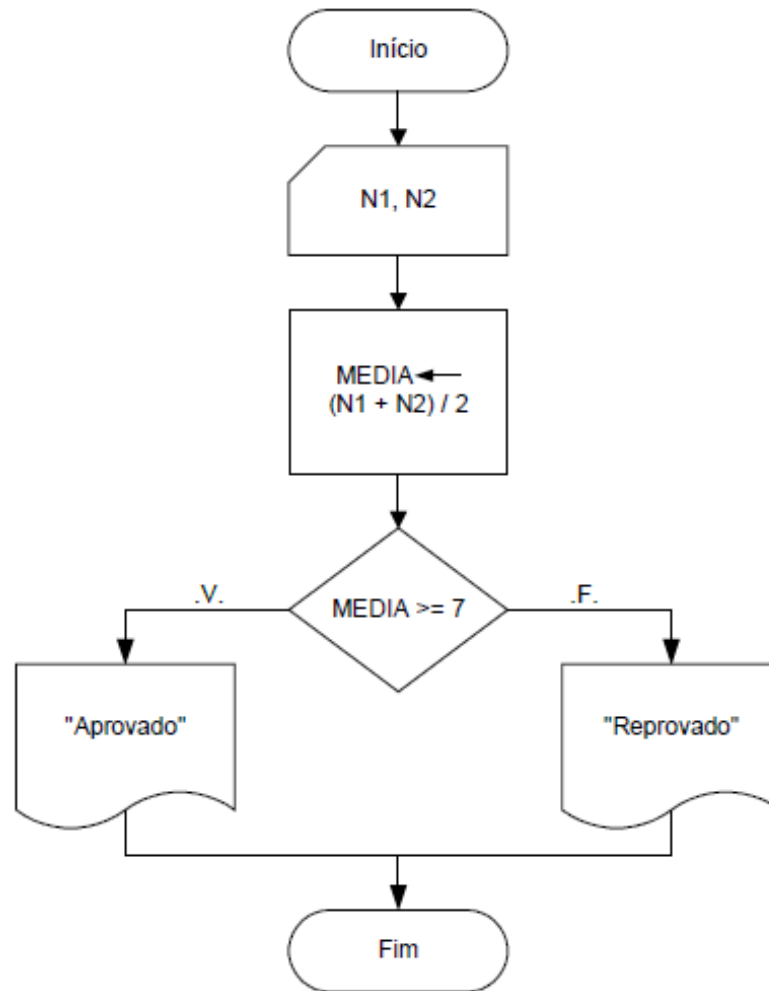 Início
N1, N2
MEDIA←
(N1 + N2) / 2
.V.
MEDIA >= 7
.F.
"Aprovado"
"Reprovado"
Fim